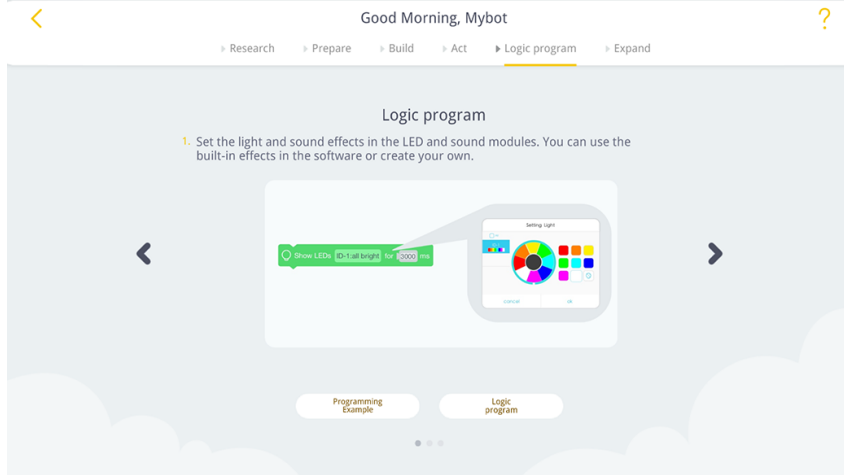 Good Morning, Mybot
?
Research Prepare Build Act Logic program Expand
Logic program
1. Set the light and sound effects in the LED and sound modules. You can use the
built-in effects in the software or create your own.
Setting Light
Show LEDs ID-1:all bright for 3000 ms
cancel ok
Programming
Example
Logic
program